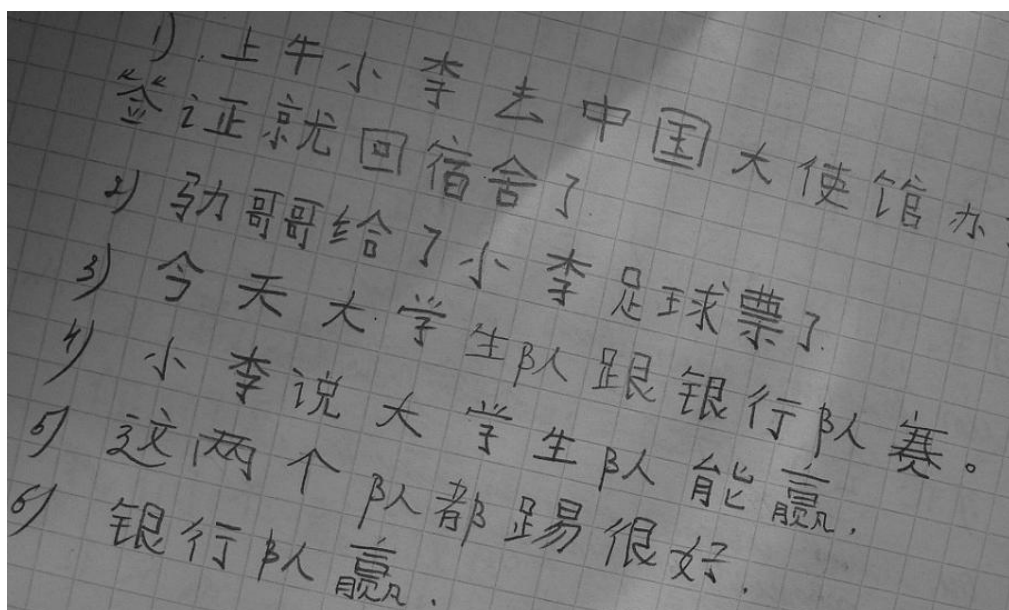 1). 上牛小李去中国大使馆办
签证就回宿舍了
2) 哥哥给了小李足球票了.
3) 今天大学生队跟银行队赛。
4) 小李说大学生队能赢.
5) 这两个队都踢很好.
6) 银行队赢.